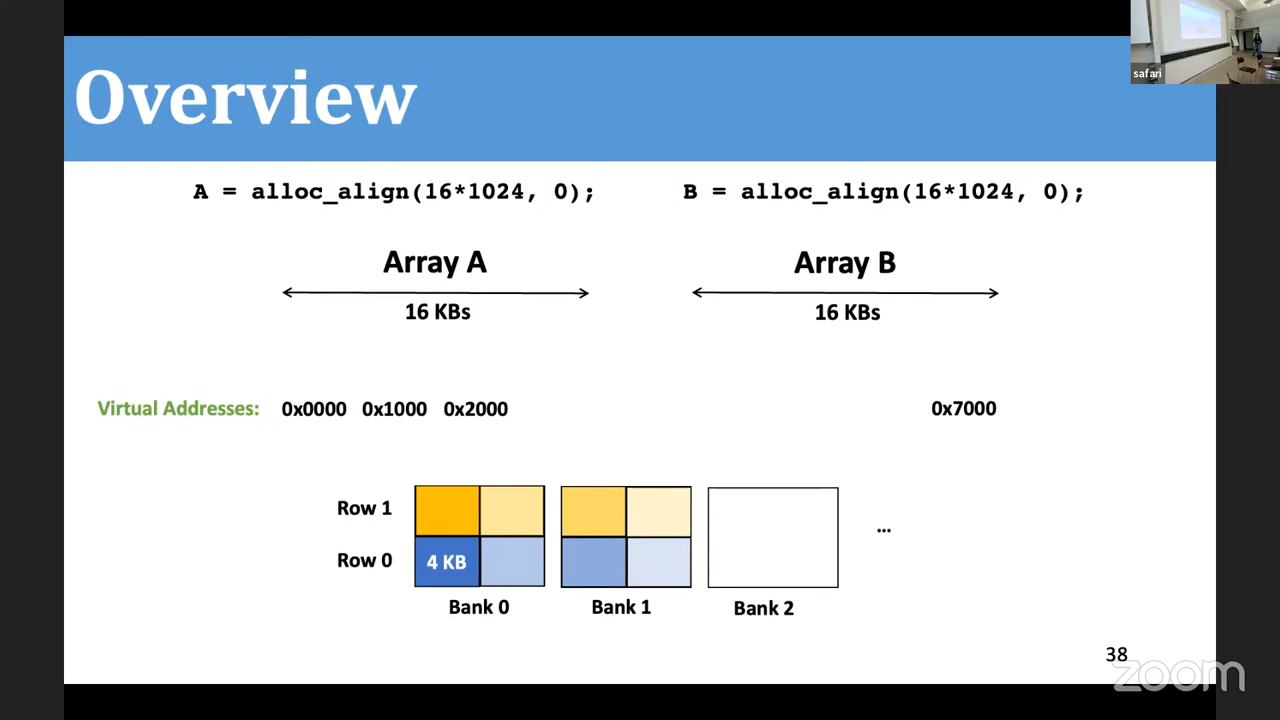 safari
Overview
A = alloc_align(16*1024, 0); B = alloc_align(16*1024, 0);
Array A Array B
16 KBs 16 KBs
Virtual Addresses: 0x0000 0x1000 0x2000 0x7000
Row 1
...
Row 0 4 KB
Bank 0 Bank 1 Bank 2
38
zoom